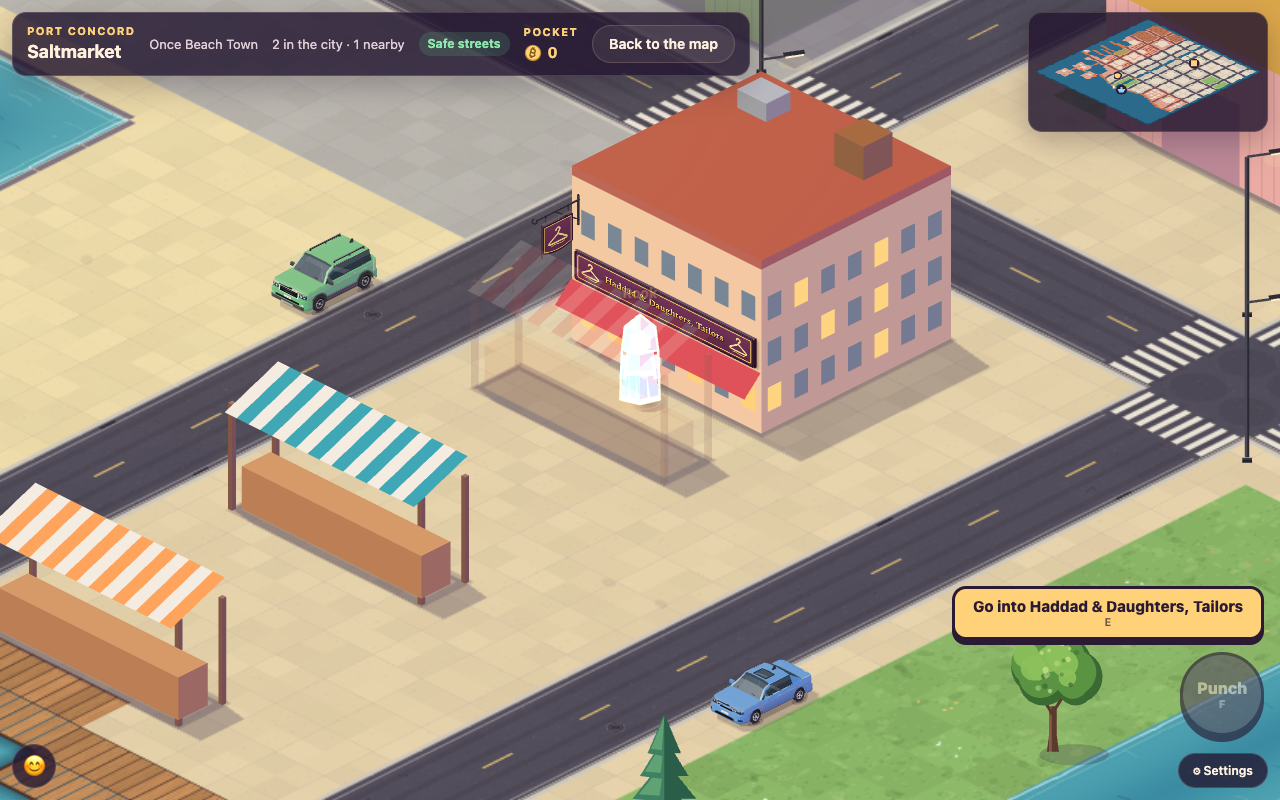 PORT CONCORD
Saltmarket
Once Beach Town
2 in the city · 1 nearby
Safe streets
POCKET
0
Back to the map
Haddad & Daughters, Tailors
Go into Haddad & Daughters, Tailors
E
Punch
F
Settings